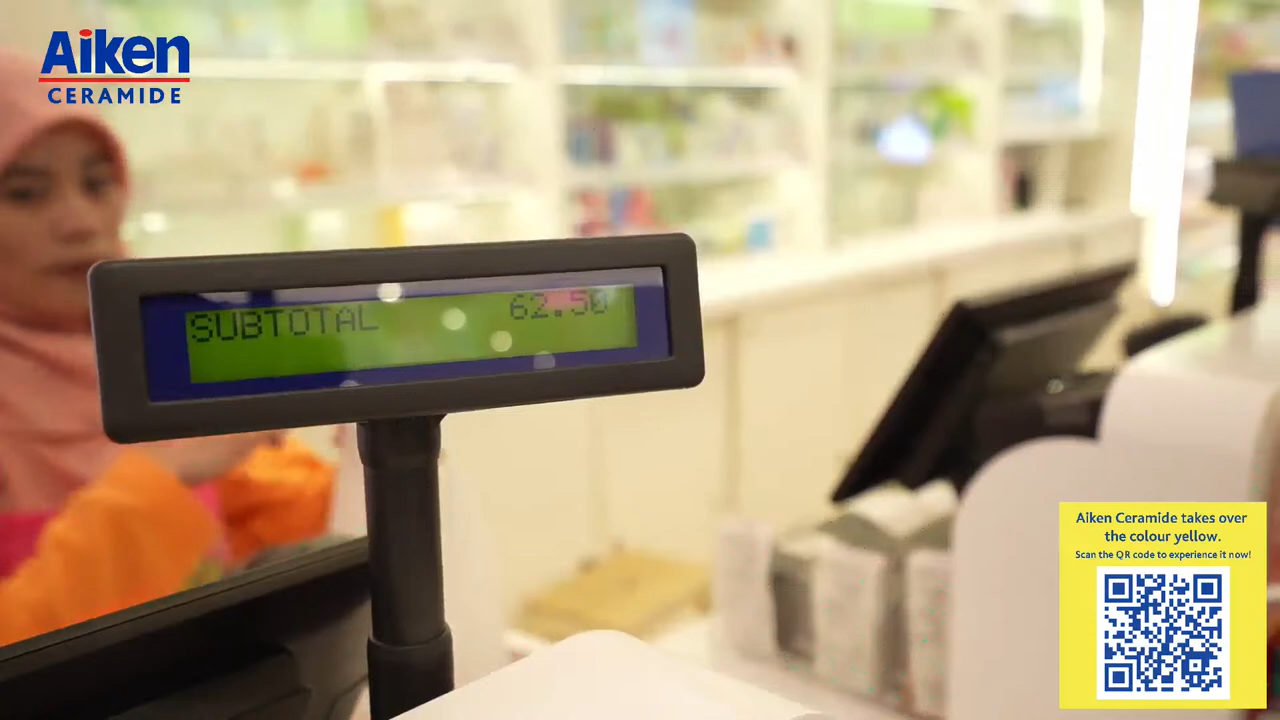 Aiken
CERAMIDE
SUBTOTAL 62.50
Aiken Ceramide takes over
the colour yellow.
Scan the QR code to experience it now!